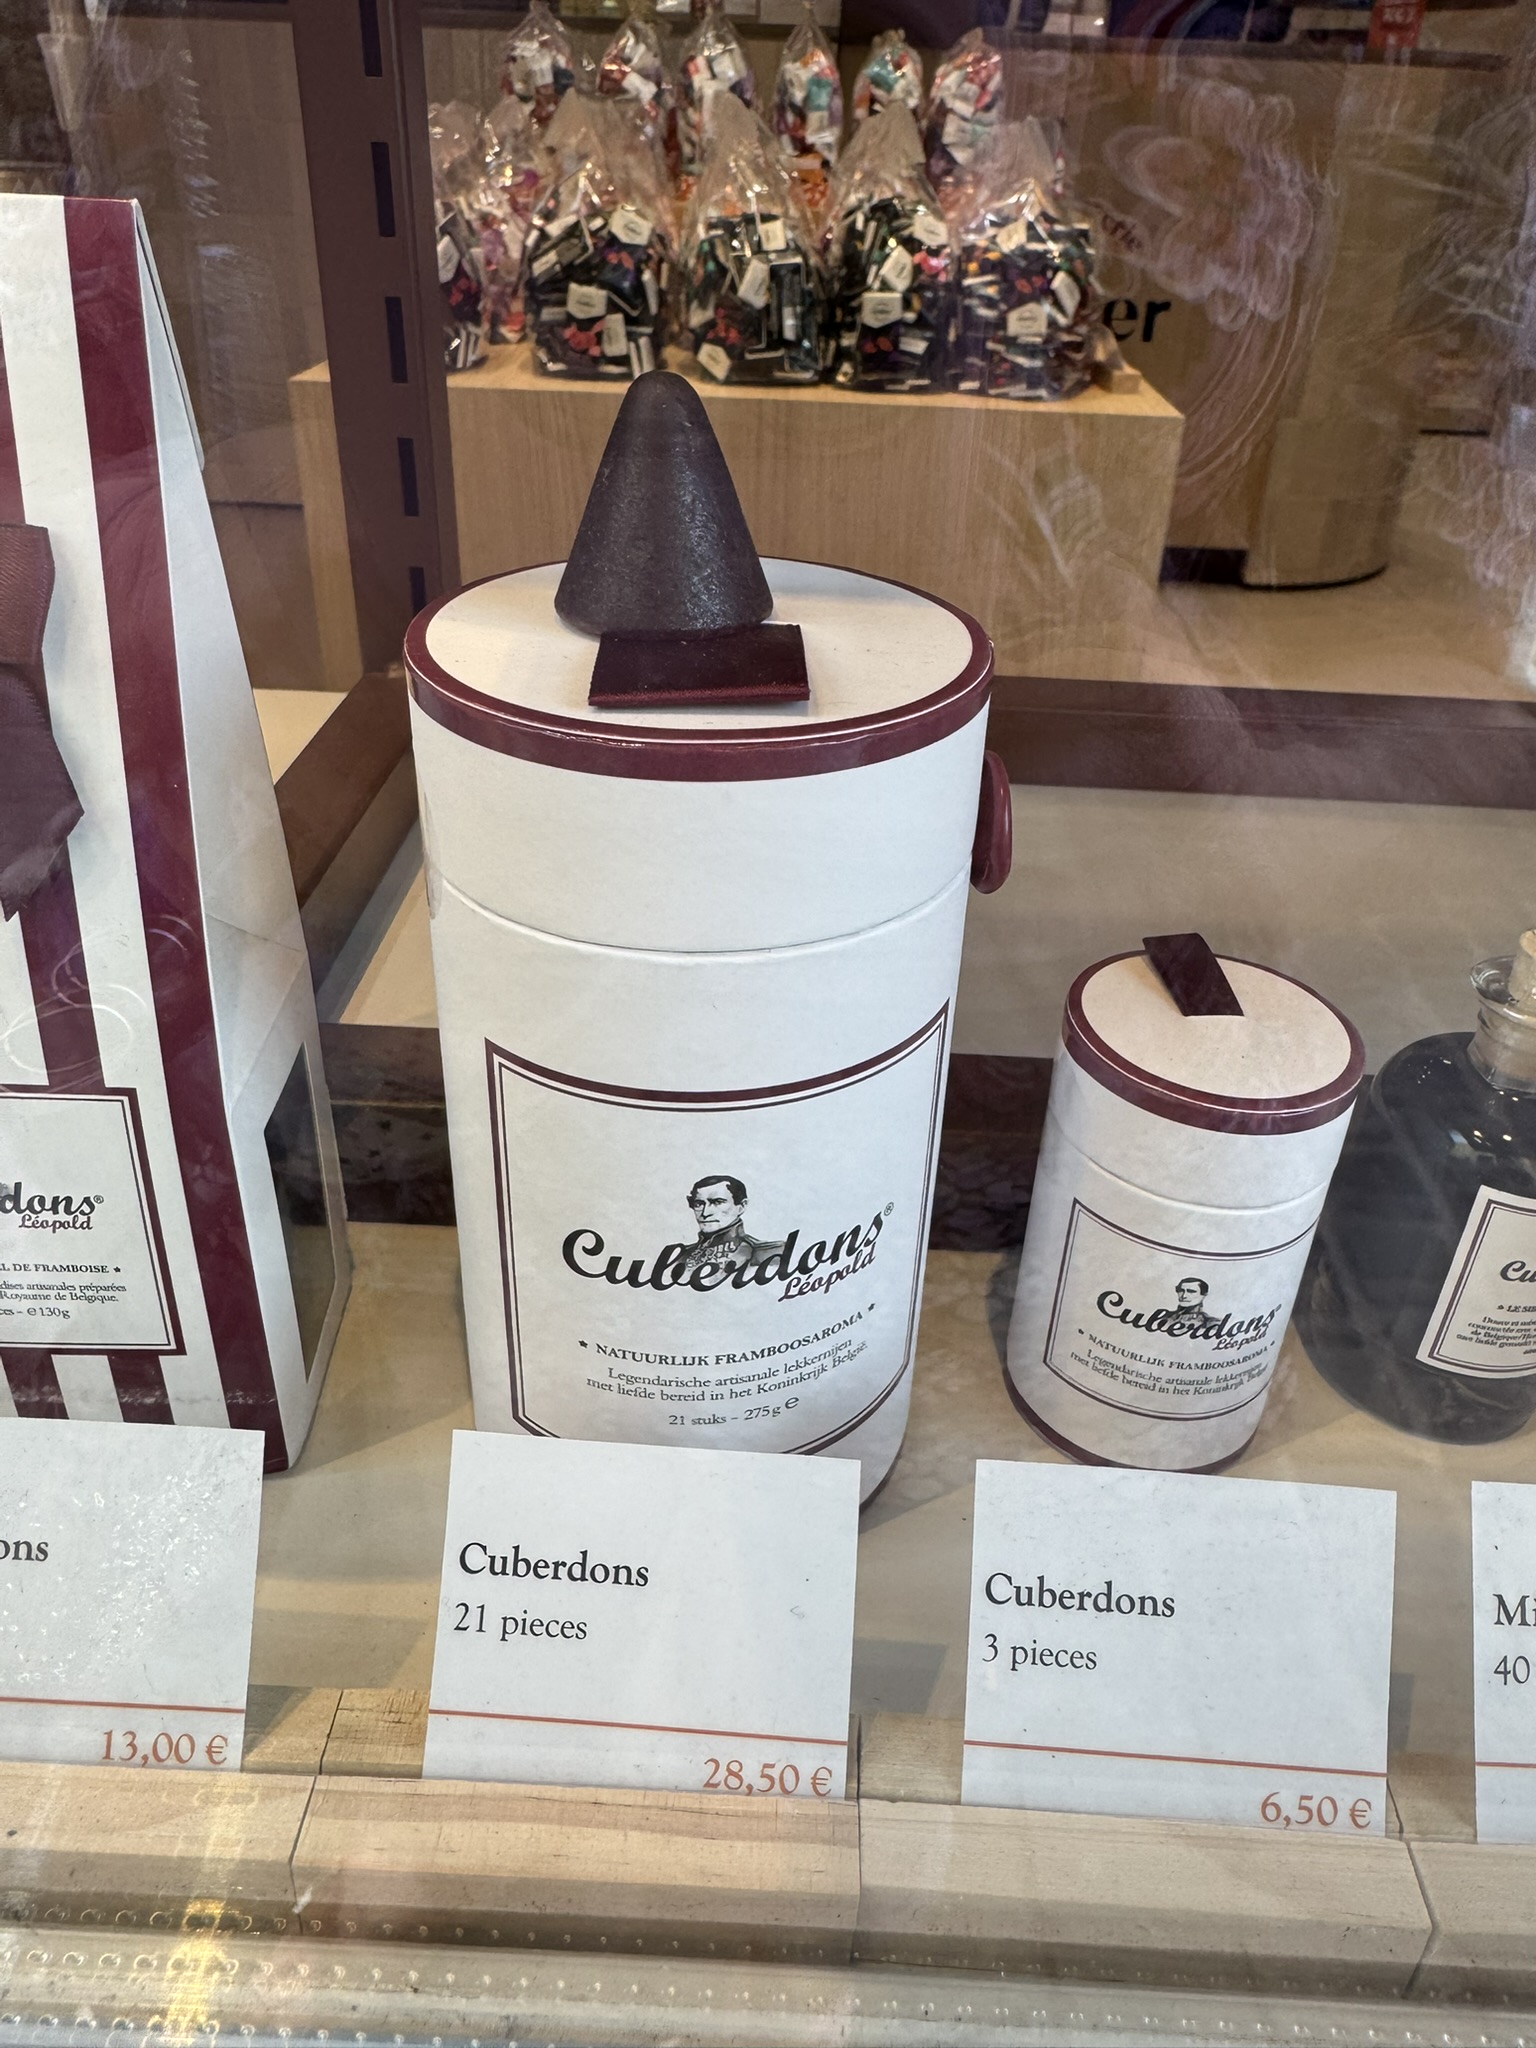 er
dons®
Léopold
L DE FRAMBOISE ★
dises artisanales préparées
Royaume de Belgique.
ces - e 130g
Cuberdons®
Léopold
★ NATUURLIJK FRAMBOOSAROMA ★
Legendarische artisanale lekkernijen
met liefde bereid in het Koninkrijk België.
21 stuks - 275g e
Cuberdons®
Léopold
★ NATUURLIJK FRAMBOOSAROMA ★
Legendarische artisanale lekkernijen
met liefde bereid in het Koninkrijk België.
Cu
ons
13,00 €
Cuberdons
21 pieces
28,50 €
Cuberdons
3 pieces
6,50 €
Mi
40